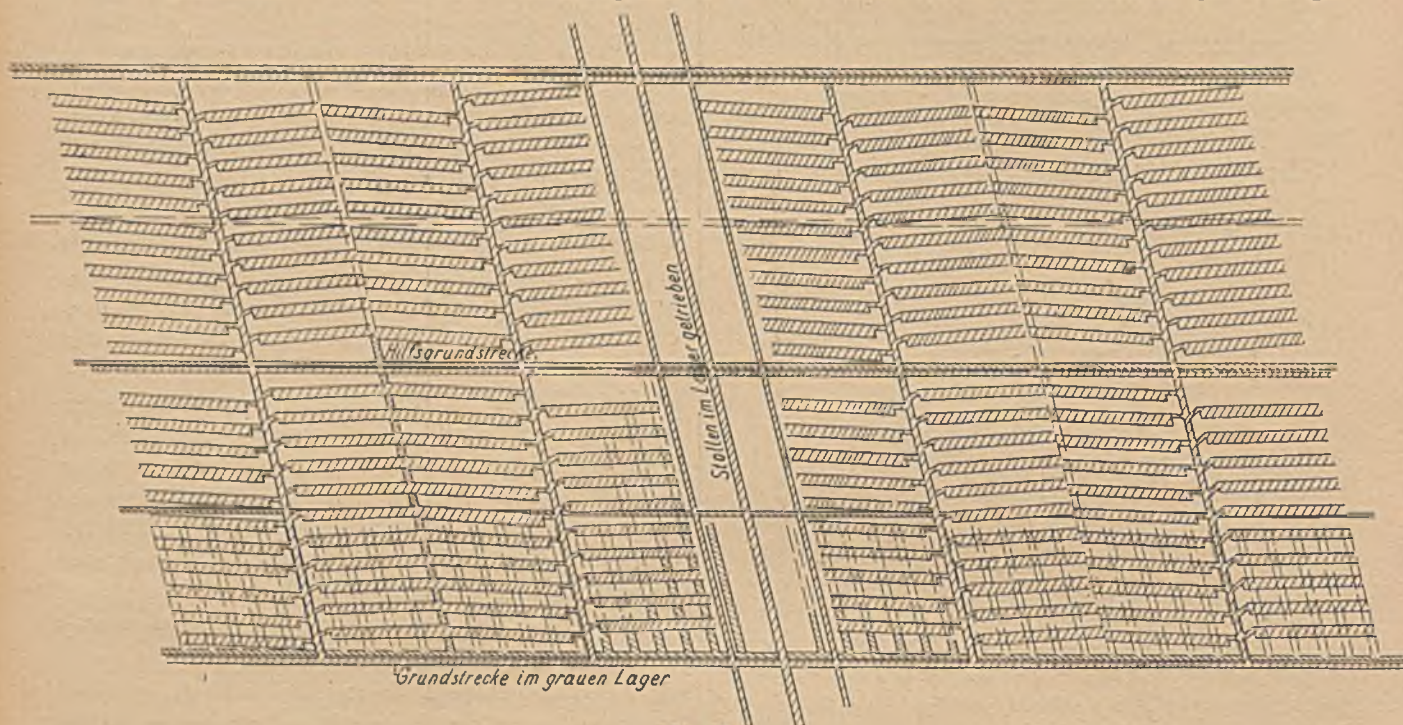 Hilfsgrundstrecke
Stollen im Lager getrieben
Grundstrecke im grauen Lager